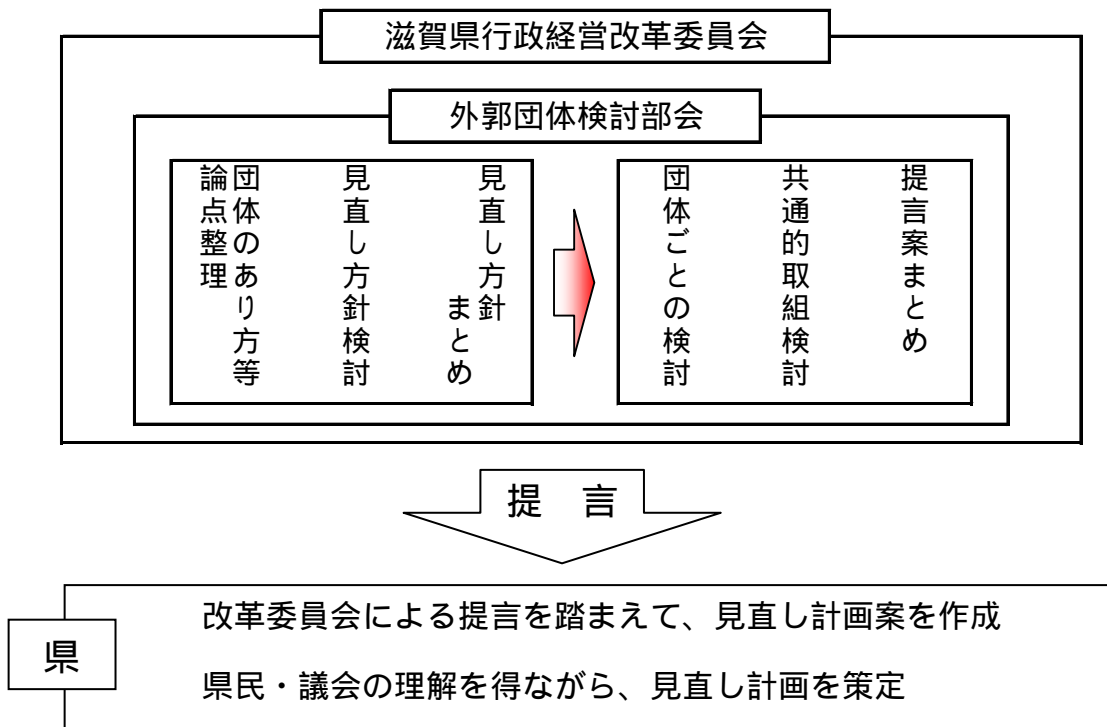 滋賀県行政経営改革委員会
外郭団体検討部会
団体のあり方等
論点整理
見直し方針検討
見直し方針
まとめ
団体ごとの検討
共通的取組検討
提言案まとめ
提 言
県
改革委員会による提言を踏まえて、見直し計画案を作成
県民・議会の理解を得ながら、見直し計画を策定